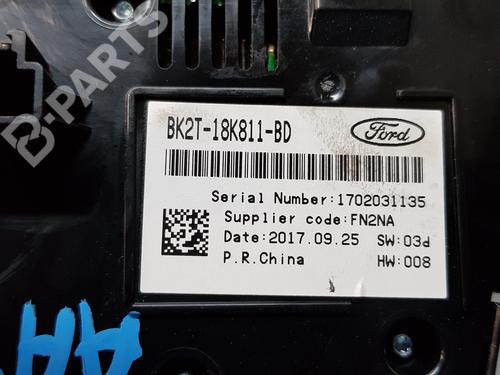 B-PARTS
BK2T-18K811-BD
Ford
Serial Number:1702031135
Supplier code:FN2NA
Date:2017.09.25 SW:03d
P.R.China HW:008